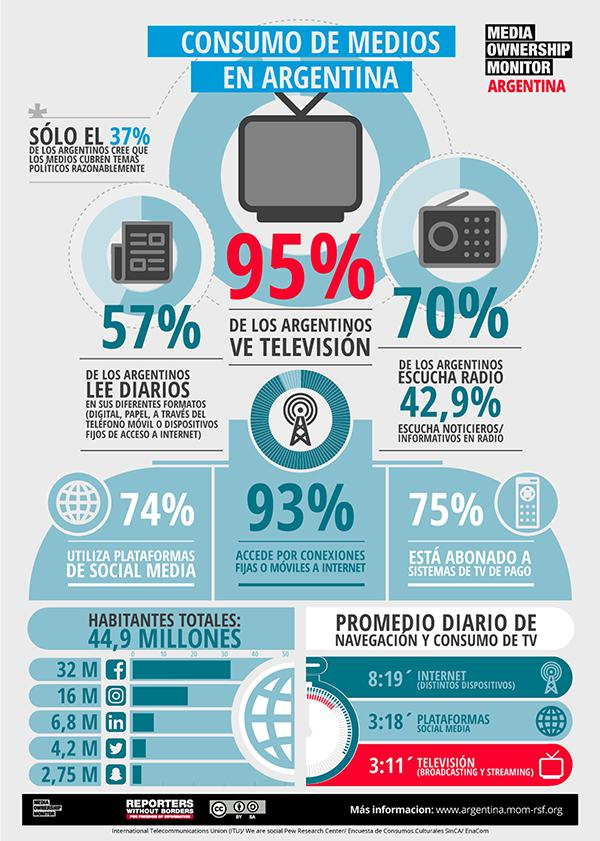 CONSUMO DE MEDIOS
EN ARGENTINA
MEDIA
OWNERSHIP
MONITOR
ARGENTINA
*
SÓLO EL 37%
DE LOS ARGENTINOS CREE QUE
LOS MEDIOS CUBREN TEMAS
POLÍTICOS RAZONABLEMENTE
95%
DE LOS ARGENTINOS
VE TELEVISIÓN
57%
DE LOS ARGENTINOS
LEE DIARIOS
EN SUS DIFERENTES FORMATOS
(DIGITAL, PAPEL, A TRAVÉS DEL
TELÉFONO MÓVIL O DISPOSITIVOS
FIJOS DE ACCESO A INTERNET)
70%
DE LOS ARGENTINOS
ESCUCHA RADIO
42,9%
ESCUCHA NOTICIEROS/
INFORMATIVOS EN RADIO
74%
UTILIZA PLATAFORMAS
DE SOCIAL MEDIA
93%
ACCEDE POR CONEXIONES
FIJAS O MÓVILES A INTERNET
75%
ESTÁ ABONADO A
SISTEMAS DE TV DE PAGO
HABITANTES TOTALES:
44,9 MILLONES
0 10 20 30 40 50
32 M
16 M
6,8 M
4,2 M
2,75 M
PROMEDIO DIARIO DE
NAVEGACIÓN Y CONSUMO DE TV
8:19´ INTERNET
(DISTINTOS DISPOSITIVOS)
3:18´ PLATAFORMAS
SOCIAL MEDIA
3:11´ TELEVISIÓN
(BROADCASTING Y STREAMING)
MEDIA
OWNERSHIP
MONITOR
REPORTERS
WITHOUT BORDERS
FOR FREEDOM OF INFORMATION
cc BY SA
Más informacion: www.argentina.mom-rsf.org
International Telecommunications Union (ITU)/ We are social Pew Research Center/ Encuesta de Consumos Culturales SinCA/ EnaCom